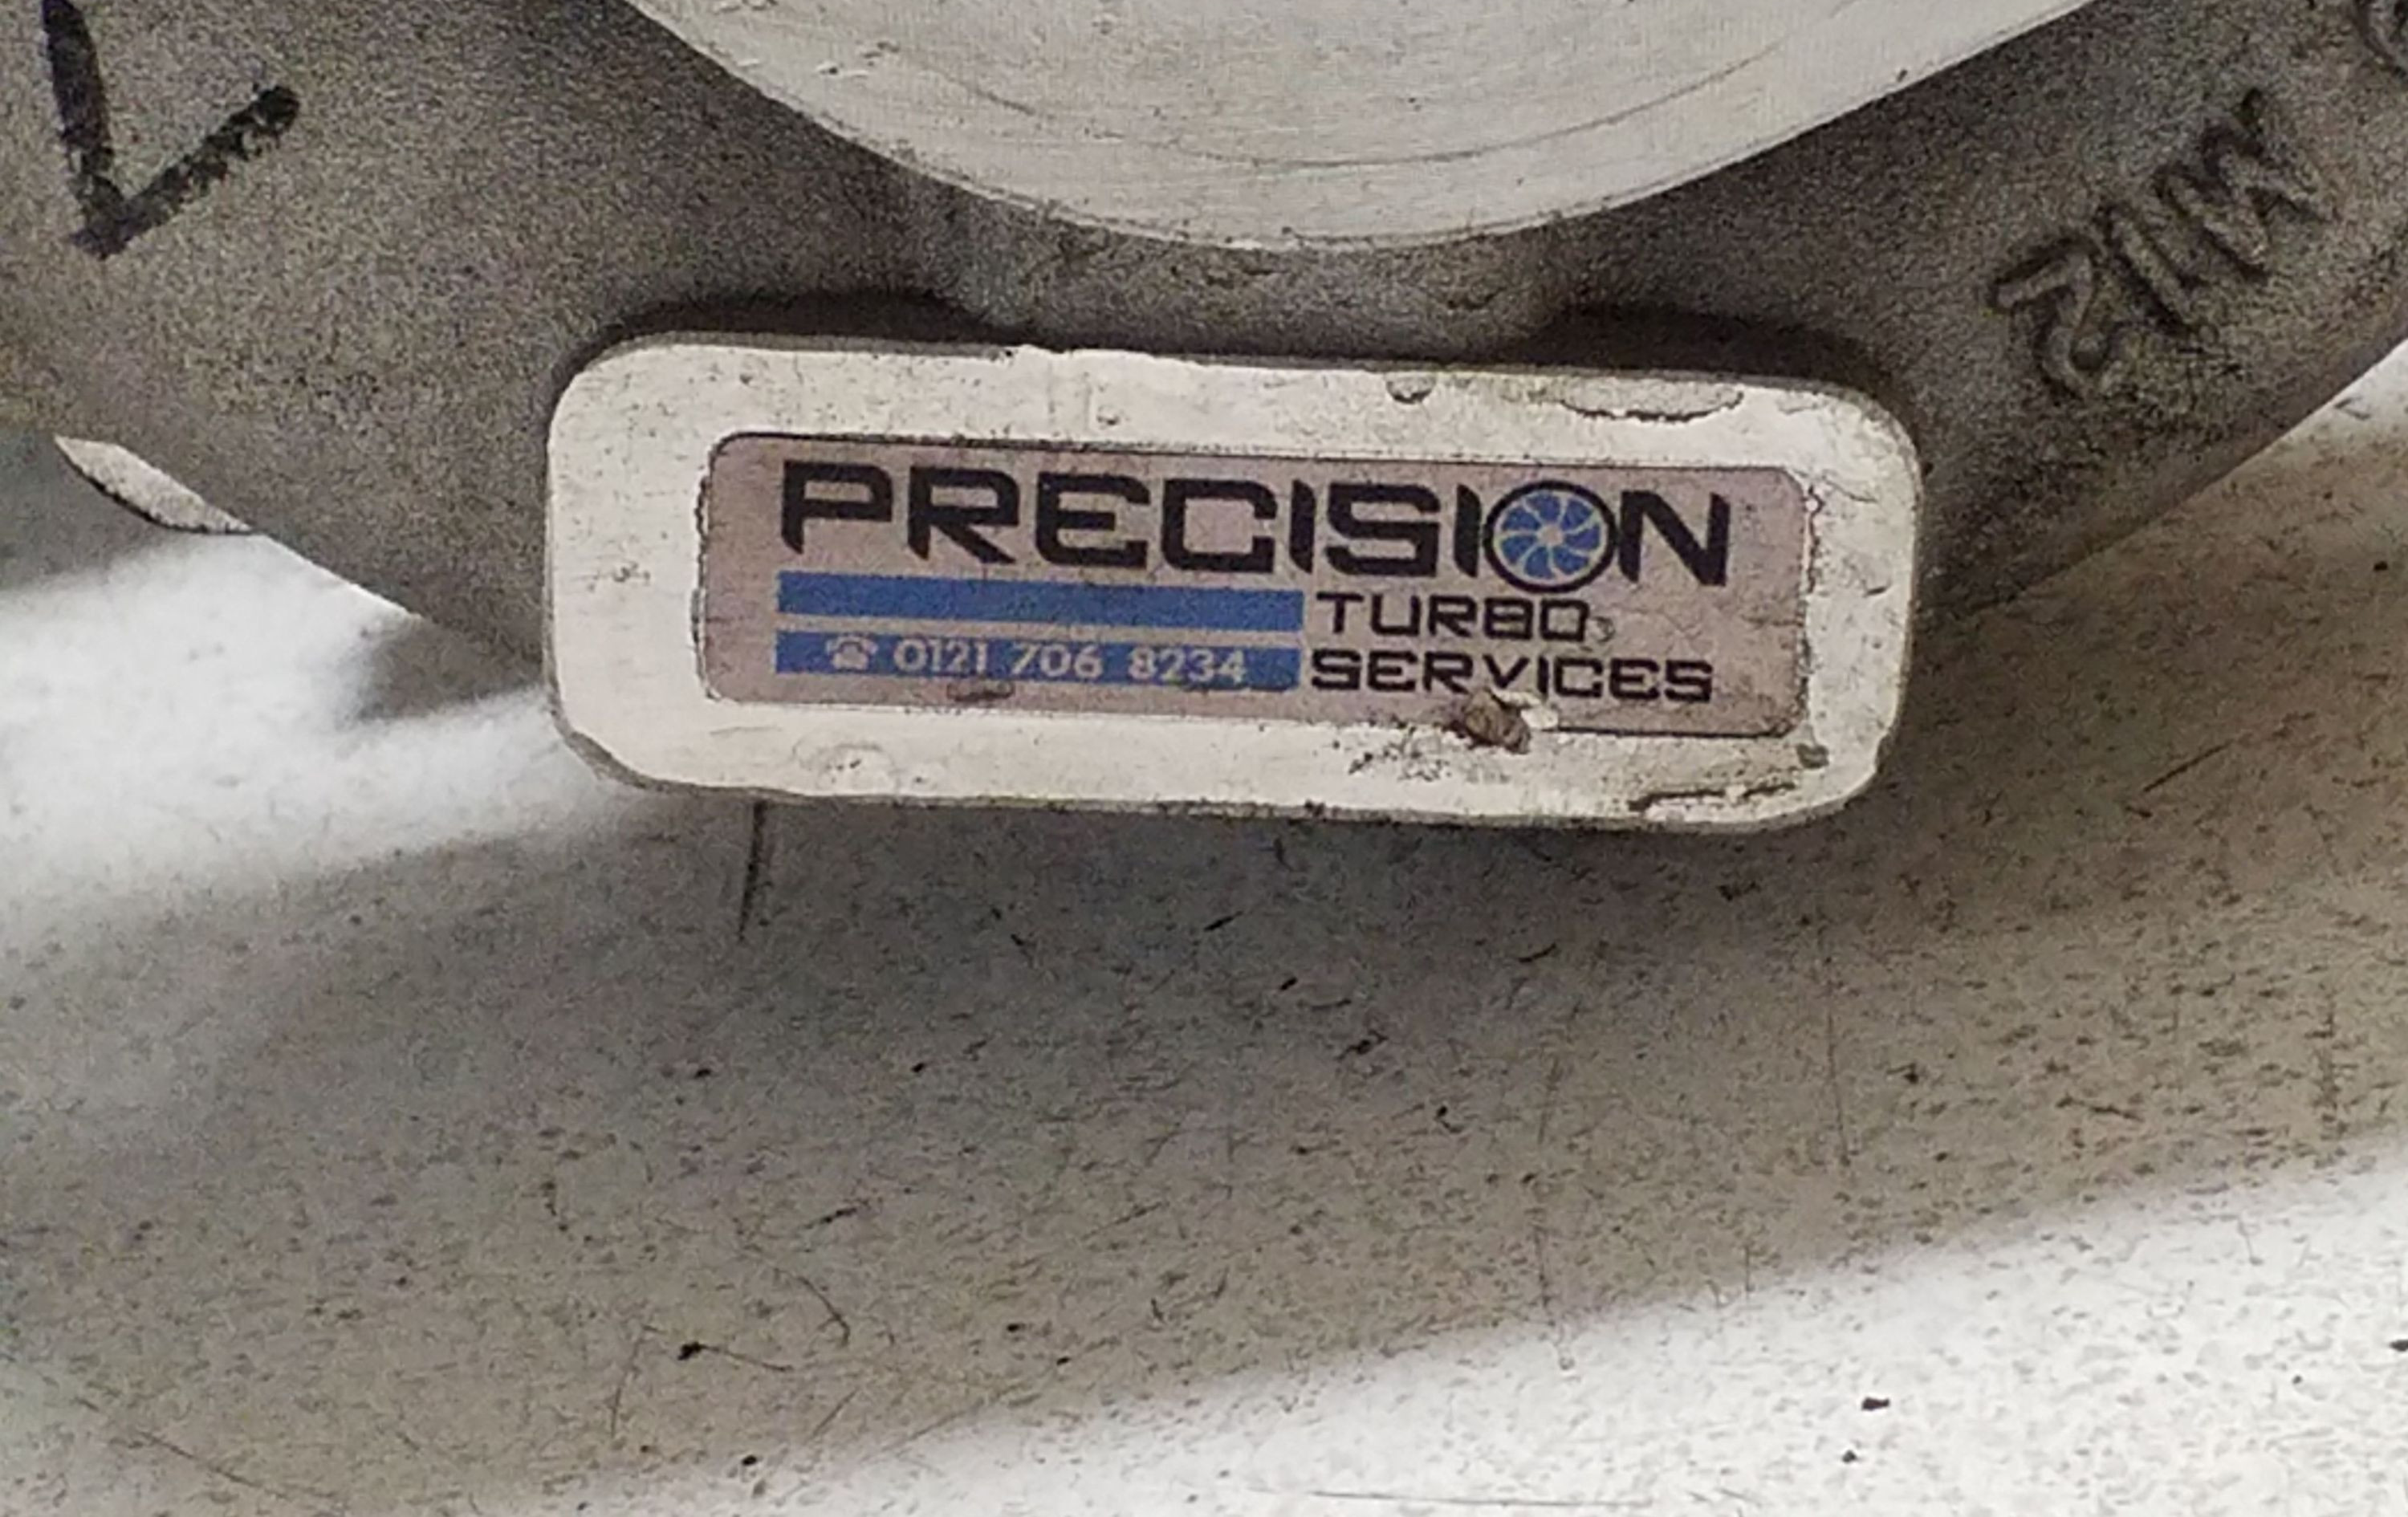 PRECISION
TURBO
☎ 0121 706 8234 SERVICES